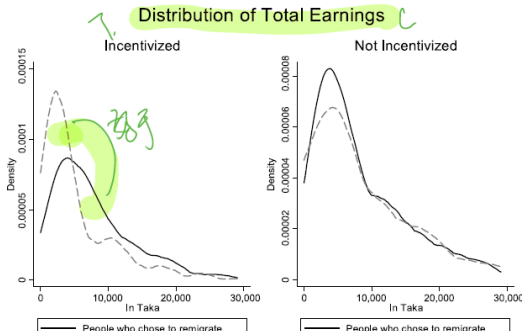 Distribution of Total Earnings
T.
C
Incentivized
Not Incentivized
Density
0 0.00005 0.0001 0.00015
0 10,000 20,000 30,000
In Taka
People who chose to remigrate
Density
0 0.00002 0.00004 0.00006 0.00008
0 10,000 20,000 30,000
In Taka
People who chose to remigrate